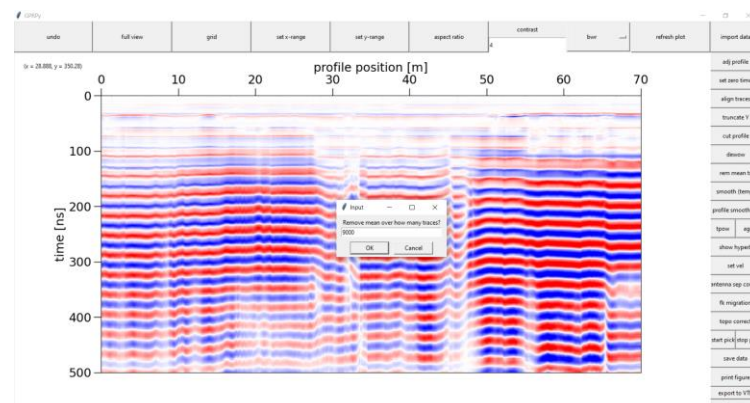 undo
full view
grid
set x-range
set y-range
aspect ratio
contrast
4
bwr
refresh plot
import data
(x = 28.888, y = 350.28)
profile position [m]
0 10 20 30 40 50 60 70
time [ns]
0
100
200
300
400
500
Input
Remove mean over how many traces?
9000
OK Cancel
adj profile
set zero time
align traces
truncate Y
cut profile
dewow
rem mean t
smooth (tem
profile smooth
tpow ag
show hyperb
set vel
antenna sep co
fk migration
topo correct
start pick stop
save data
print figure
export to VT